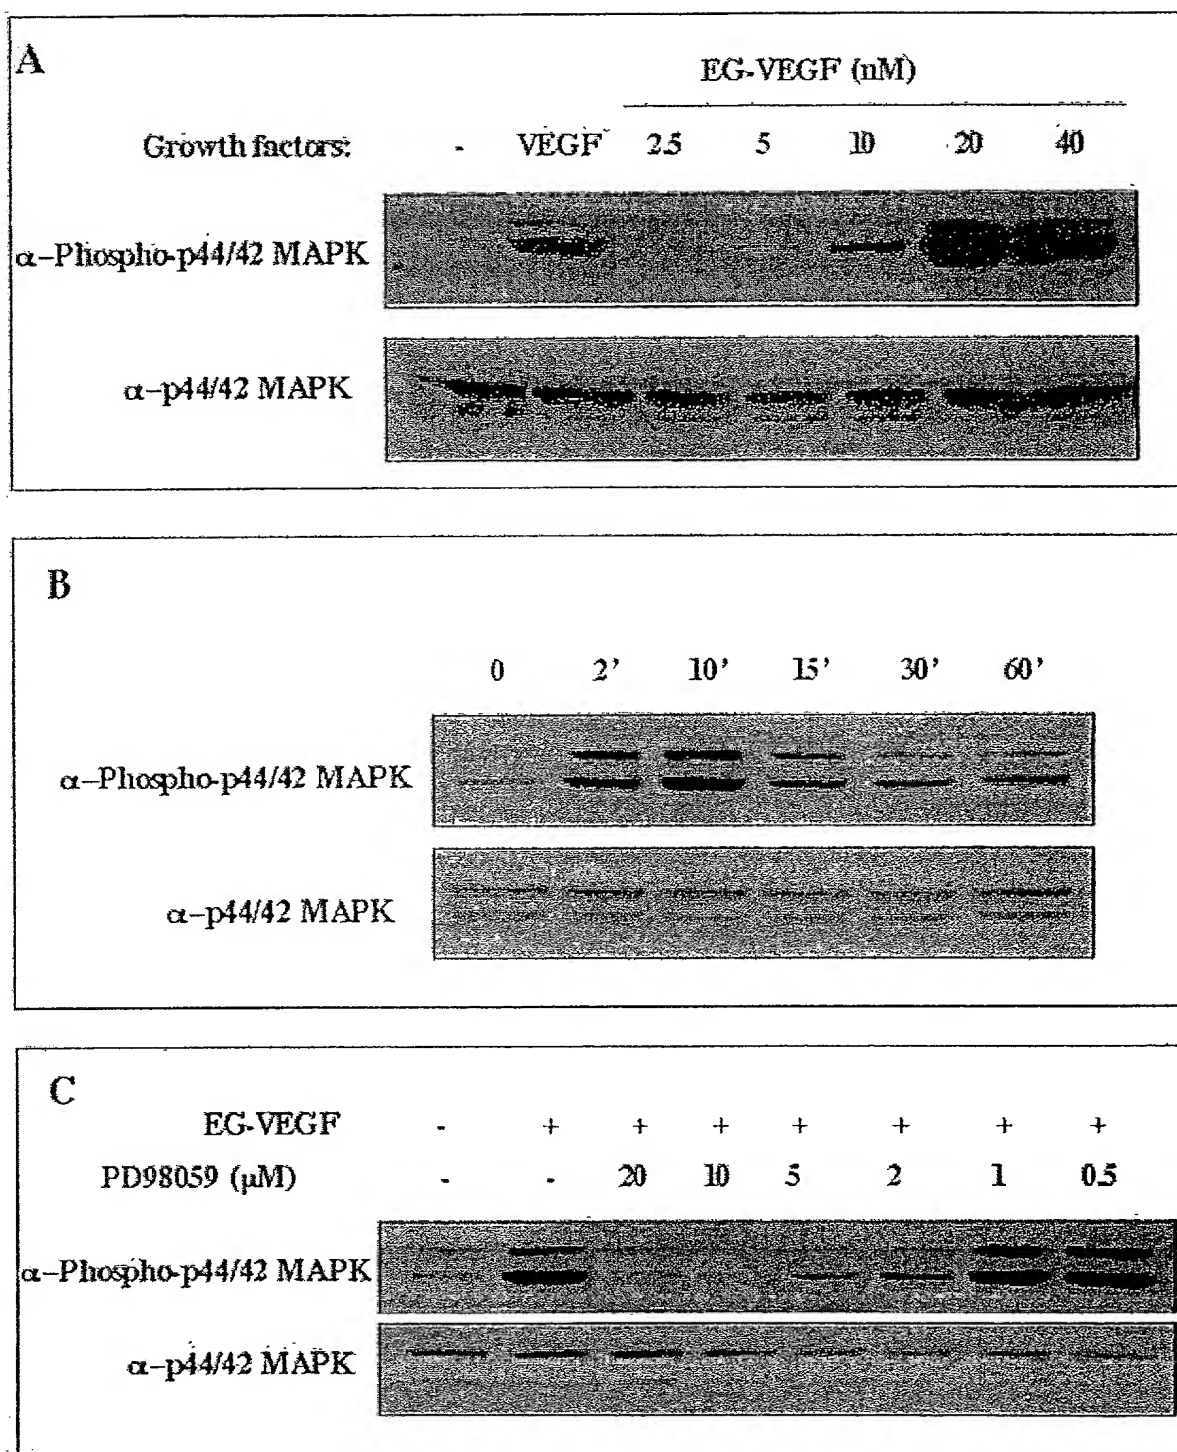 A
EG-VEGF (nM)
Growth factors: - VEGF 2.5 5 10 20 40
α-Phospho-p44/42 MAPK
α-p44/42 MAPK
B
0 2' 10' 15' 30' 60'
α-Phospho-p44/42 MAPK
α-p44/42 MAPK
C
EG-VEGF - + + + + + + +
PD98059 (μM) - - 20 10 5 2 1 0.5
α-Phospho-p44/42 MAPK
α-p44/42 MAPK